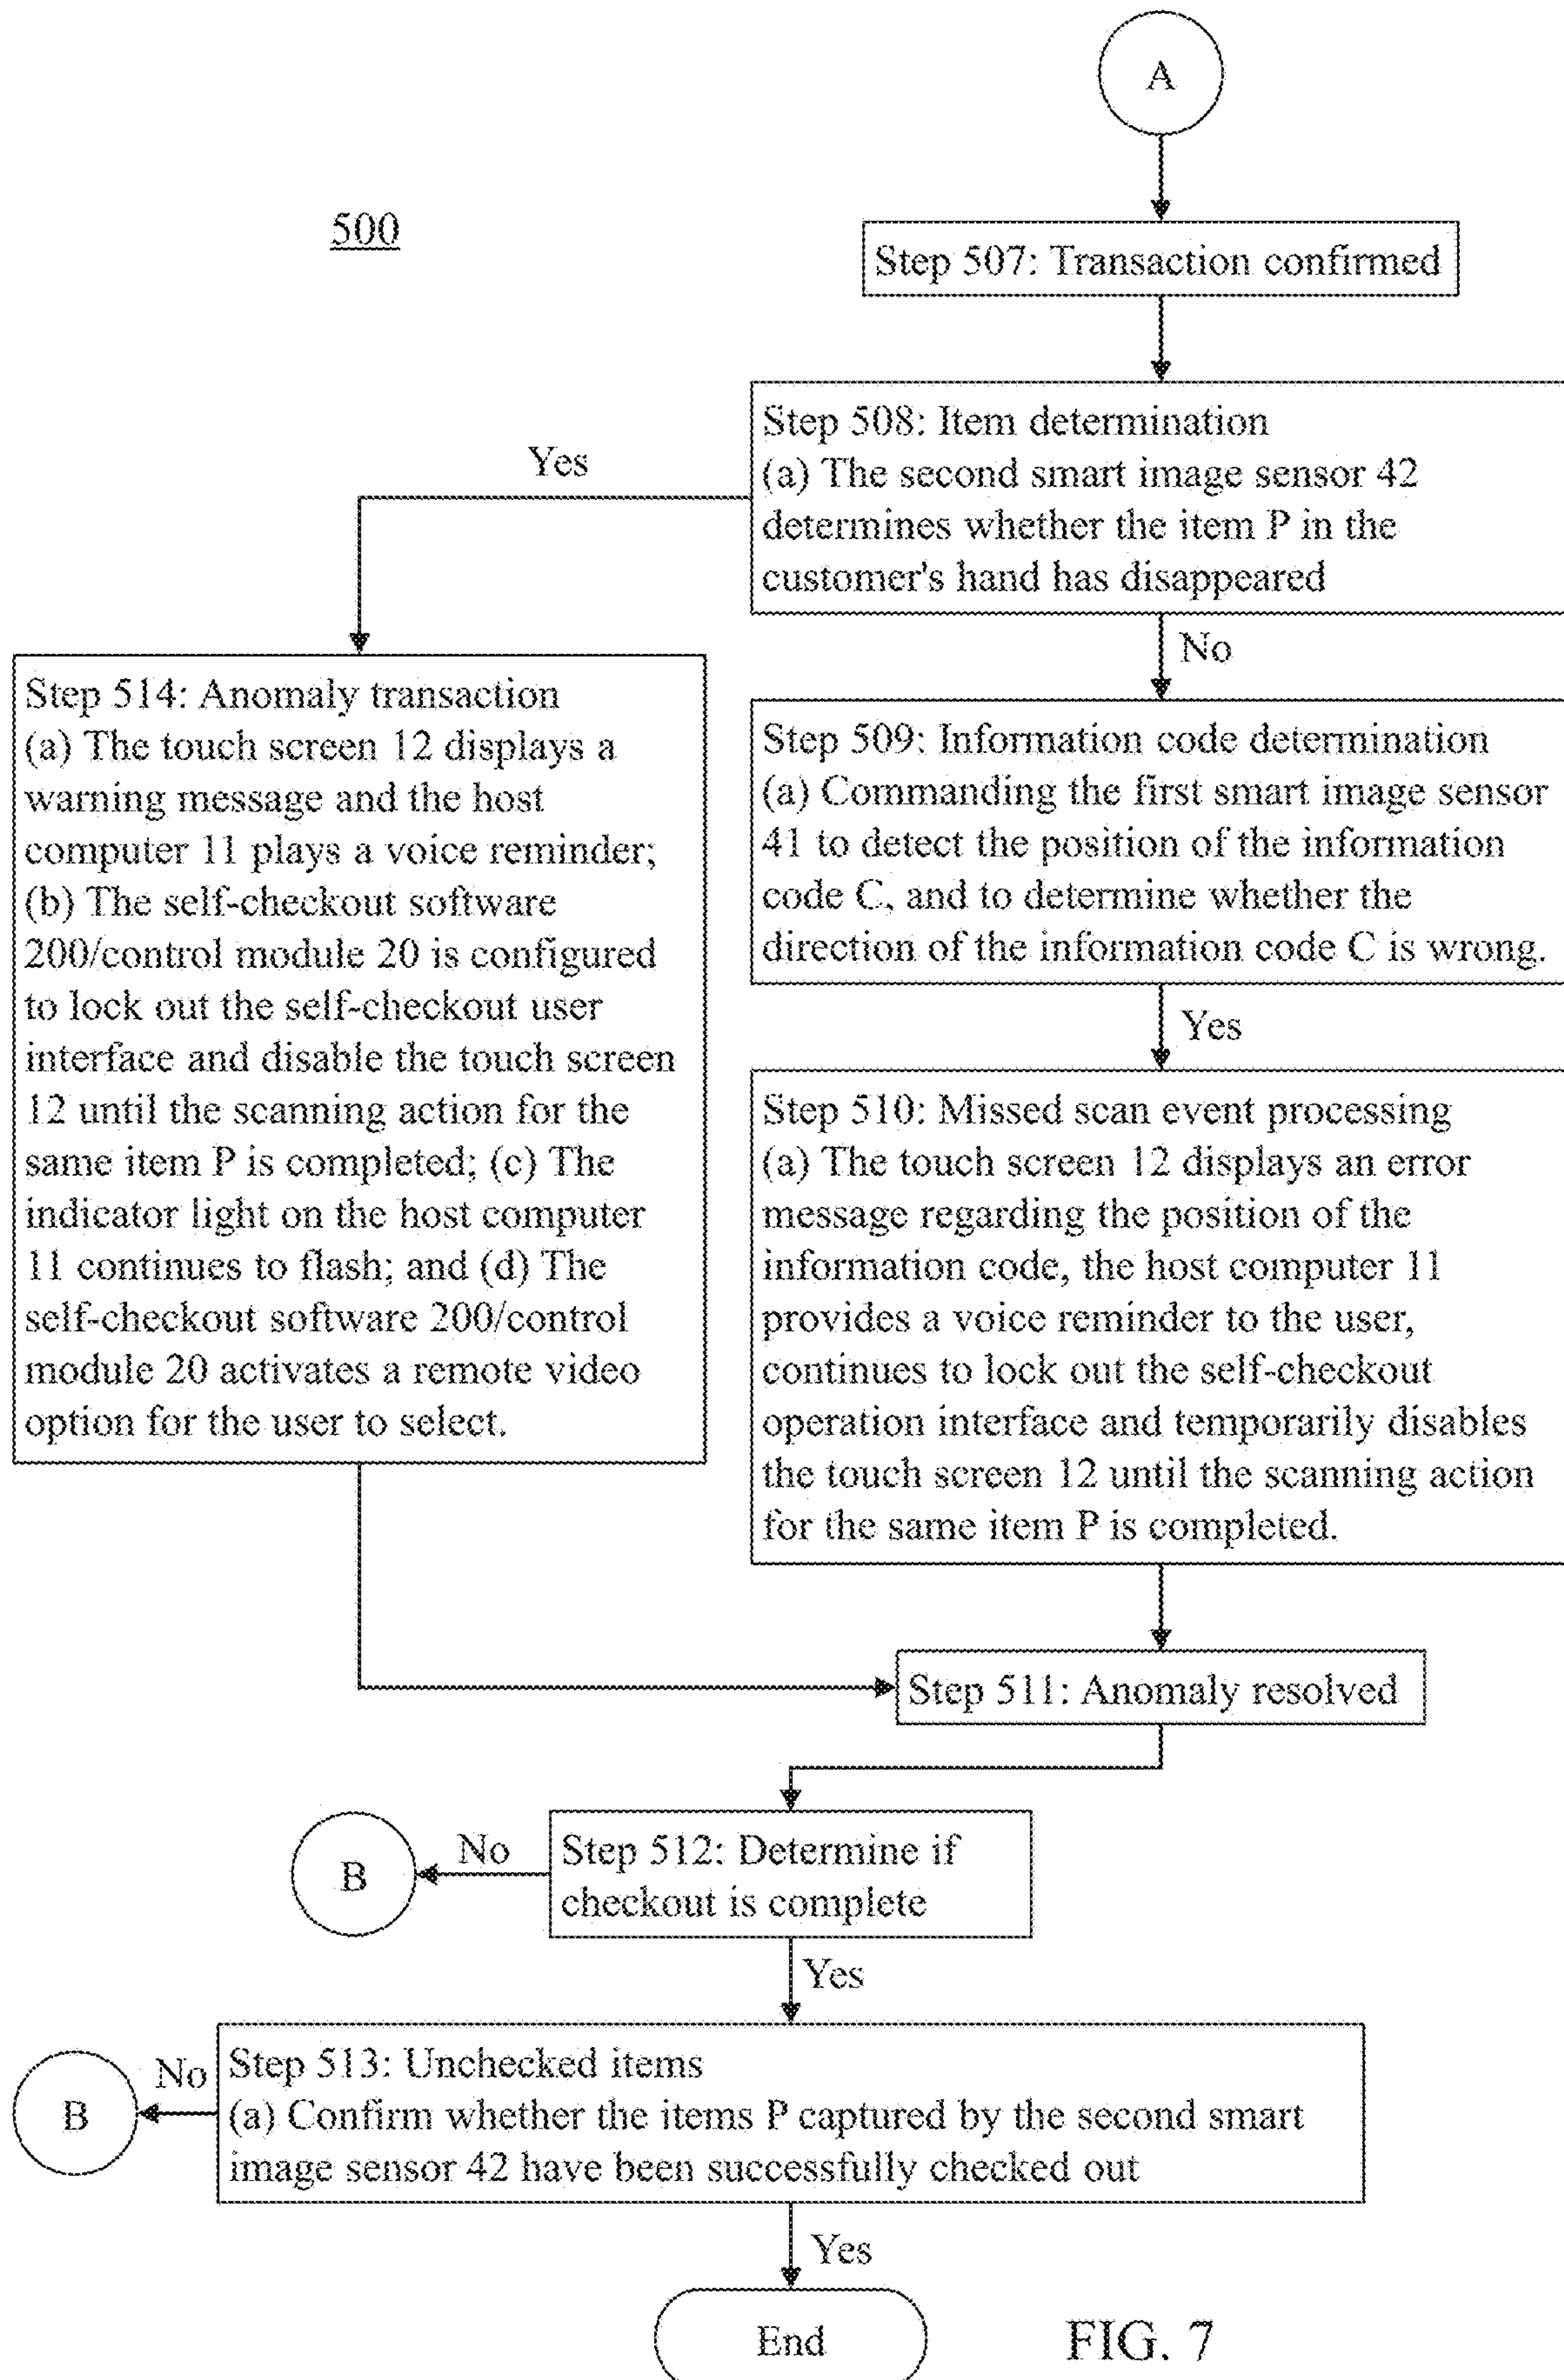 A
500
Step 507: Transaction confirmed
Step 508: Item determination
(a) The second smart image sensor 42
determines whether the item P in the
customer's hand has disappeared
Yes
No
Step 514: Anomaly transaction
(a) The touch screen 12 displays a
warning message and the host
computer 11 plays a voice reminder;
(b) The self-checkout software
200/control module 20 is configured
to lock out the self-checkout user
interface and disable the touch screen
12 until the scanning action for the
same item P is completed; (c) The
indicator light on the host computer
11 continues to flash; and (d) The
self-checkout software 200/control
module 20 activates a remote video
option for the user to select.
Step 509: Information code determination
(a) Commanding the first smart image sensor
41 to detect the position of the information
code C, and to determine whether the
direction of the information code C is wrong.
Yes
Step 510: Missed scan event processing
(a) The touch screen 12 displays an error
message regarding the position of the
information code, the host computer 11
provides a voice reminder to the user,
continues to lock out the self-checkout
operation interface and temporarily disables
the touch screen 12 until the scanning action
for the same item P is completed.
Step 511: Anomaly resolved
Step 512: Determine if
checkout is complete
No
B
Yes
Step 513: Unchecked items
(a) Confirm whether the items P captured by the second smart
image sensor 42 have been successfully checked out
No
B
Yes
End
FIG. 7